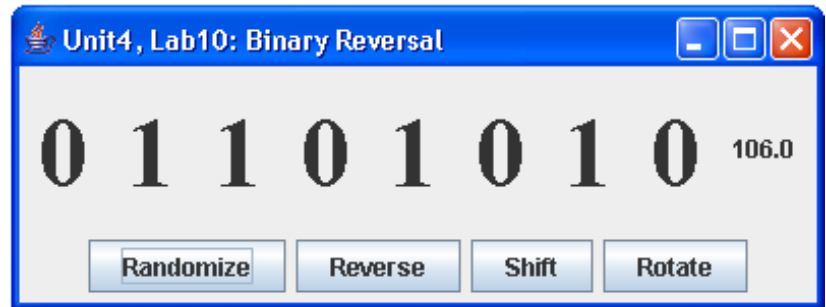 Unit4, Lab10: Binary Reversal
0 1 1 0 1 0 1 0 106.0
Randomize Reverse Shift Rotate